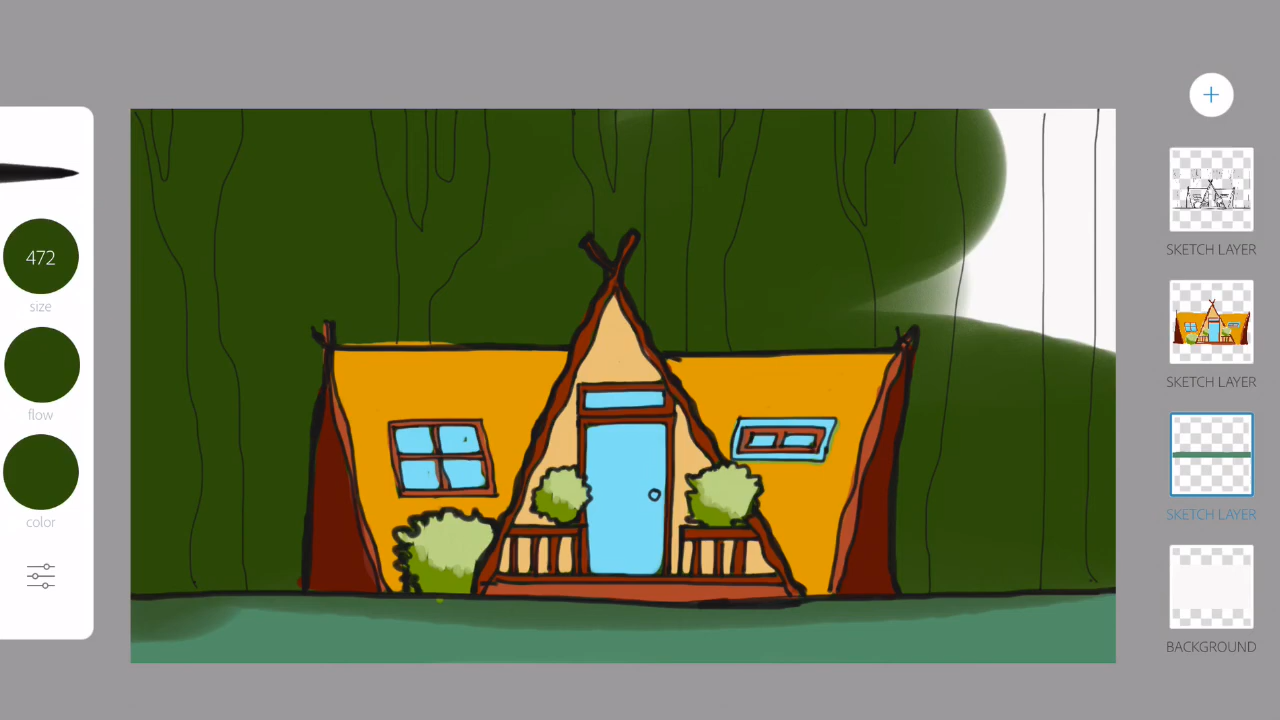 472
size
flow
color
SKETCH LAYER
SKETCH LAYER
SKETCH LAYER
BACKGROUND